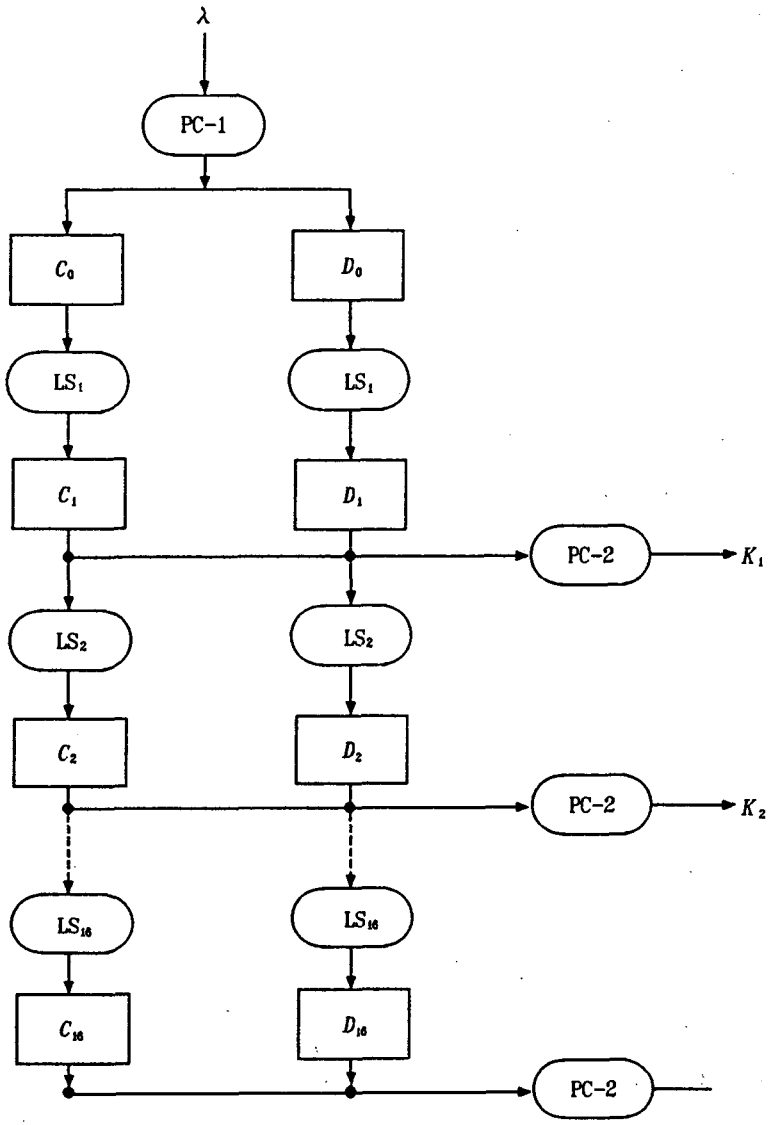 λ
PC-1
C₀ D₀
LS₁ LS₁
C₁ D₁
PC-2 K₁
LS₂ LS₂
C₂ D₂
PC-2 K₂
LS₁₆ LS₁₆
C₁₆ D₁₆
PC-2